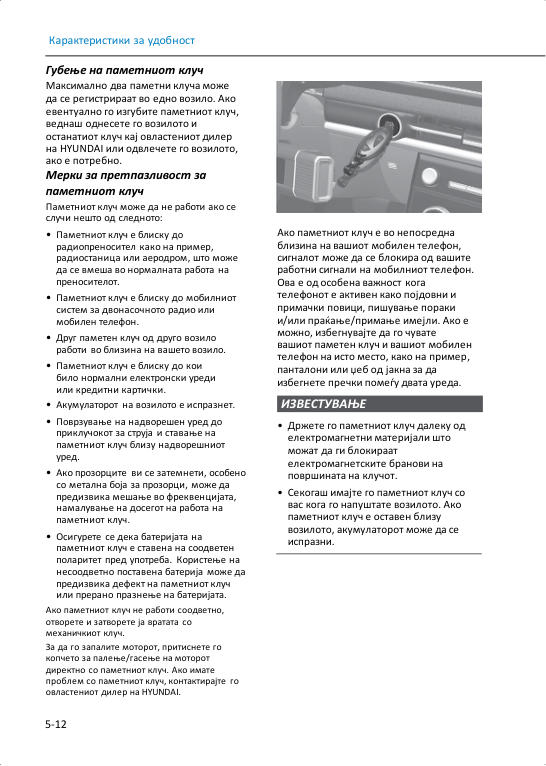 Карактеристики за удобност
Губење на паметниот клуч
Максимално два паметни клуча може
да се регистрираат во едно возило. Ако
евентуално го изгубите паметниот клуч,
веднаш однесете го возилото и
останатиот клуч кај овластениот дилер
на HYUNDAI или одвлечете го возилото,
ако е потребно.
Мерки за претпазливост за
паметниот клуч
Паметниот клуч може да не работи ако се
случи нешто од следното:
• Паметниот клуч е блиску до
радиопреносител како на пример,
радиостаница или аеродром, што може
да се вмеша во нормалната работа на
преносителот.
• Паметниот клуч е блиску до мобилниот
систем за двонасочното радио или
мобилен телефон.
• Друг паметен клуч од друго возило
работи во близина на вашето возило.
• Паметниот клуч е блиску до кои
било нормални електронски уреди
или кредитни картички.
• Акумулаторот на возилото е испразнет.
• Поврзување на надворешен уред до
приклучокот за струја и ставање на
паметниот клуч близу надворешниот
уред.
• Ако прозорците ви се затемнети, особено
со метална боја за прозорци, може да
предизвика мешање во фреквенцијата,
намалување на досегот на работа на
паметниот клуч.
• Осигурете се дека батеријата на
паметниот клуч е ставена на соодветен
поларитет пред употреба. Користење на
несоодветно поставена батерија може да
предизвика дефект на паметниот клуч
или прерано празнење на батеријата.
Ако паметниот клуч не работи соодветно,
отворете и затворете ја вратата со
механичкиот клуч.
За да го запалите моторот, притиснете го
копчето за палење/гасење на моторот
директно со паметниот клуч. Ако имате
проблем со паметниот клуч, контактирајте го
овластениот дилер на HYUNDAI.
Ако паметниот клуч е во непосредна
близина на вашиот мобилен телефон,
сигналот може да се блокира од вашите
работни сигнали на мобилниот телефон.
Ова е од особена важност кога
телефонот е активен како појдовни и
примачки повици, пишување пораки
и/или праќање/примање имејли. Ако е
можно, избегнувајте да го чувате
вашиот паметен клуч и вашиот мобилен
телефон на исто место, како на пример,
панталони или џеб од јакна за да
избегнете пречки помеѓу двата уреда.
ИЗВЕСТУВАЊЕ
• Држете го паметниот клуч далеку од
електромагнетни материјали што
можат да ги блокираат
електромагнетските бранови на
површината на клучот.
• Секогаш имајте го паметниот клуч со
вас кога го напуштате возилото. Ако
паметниот клуч е оставен близу
возилото, акумулаторот може да се
испразни.
5-12